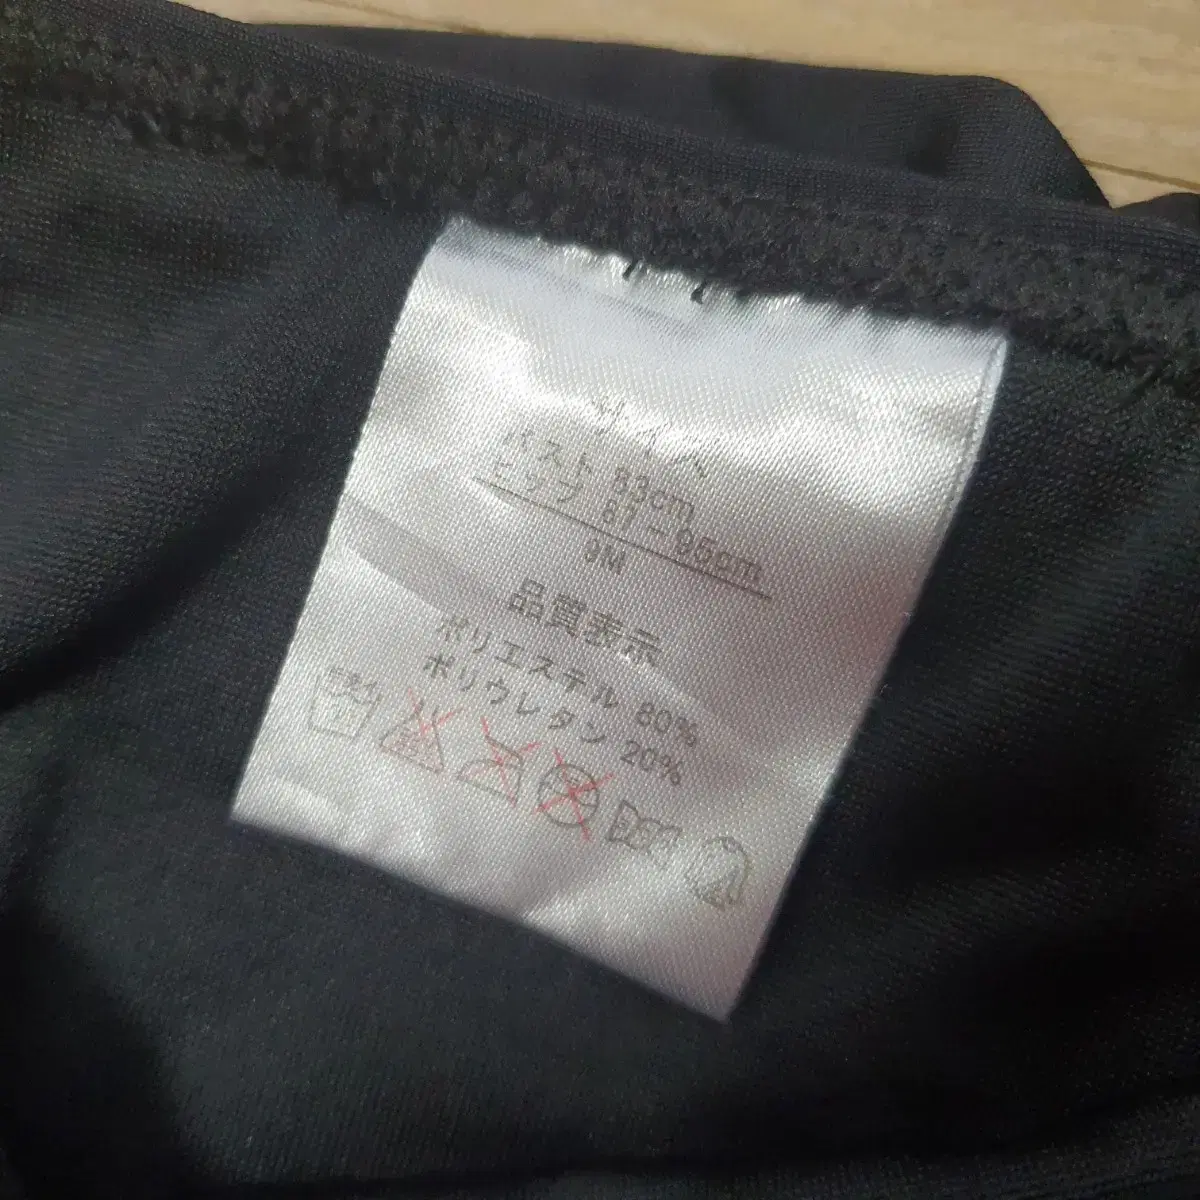 サイズ
バスト 83cm
ヒップ 87-95cm
9M
品質表示
ポリエステル 80%
ポリウレタン 20%